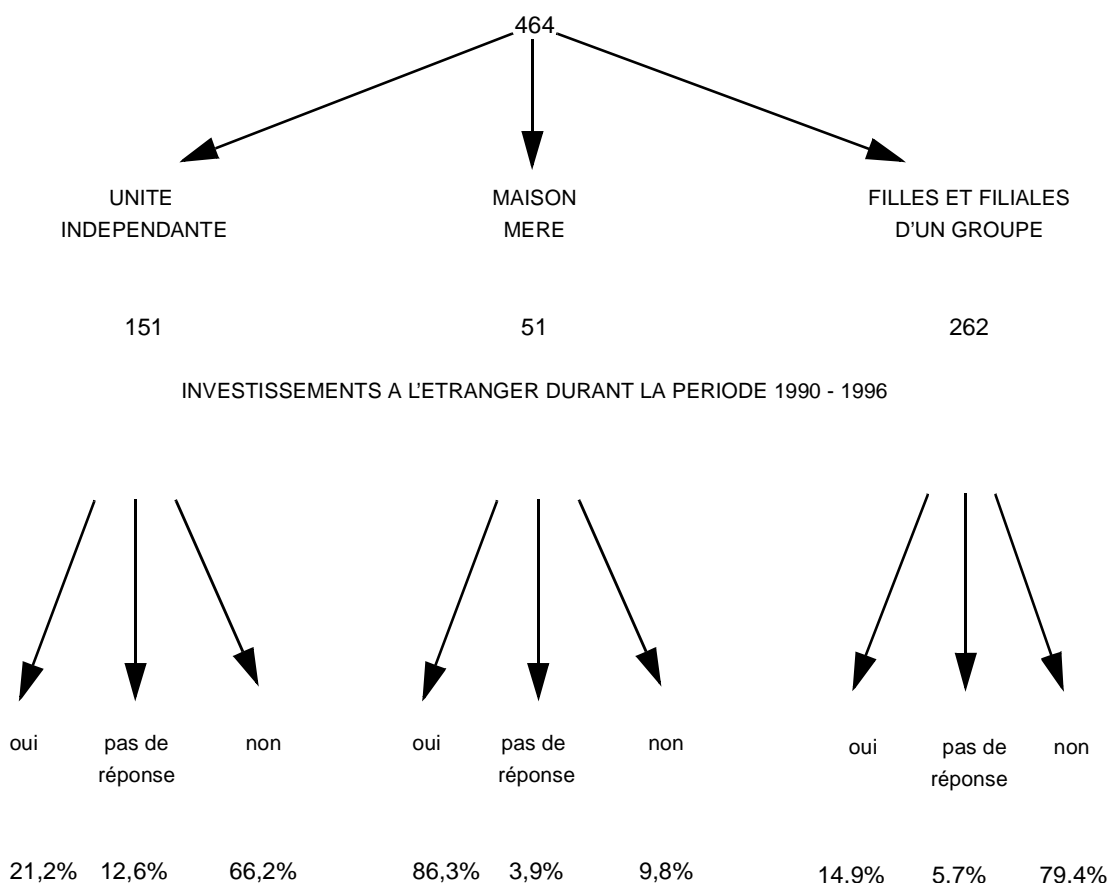 464
UNITE
INDEPENDANTE
MAISON
MERE
FILLES ET FILIALES
D'UN GROUPE
151
51
262
INVESTISSEMENTS A L'ETRANGER DURANT LA PERIODE 1990 - 1996
oui
pas de
réponse
non
oui
pas de
réponse
non
oui
pas de
réponse
non
21,2%
12,6%
66,2%
86,3%
3,9%
9,8%
14,9%
5,7%
79,4%